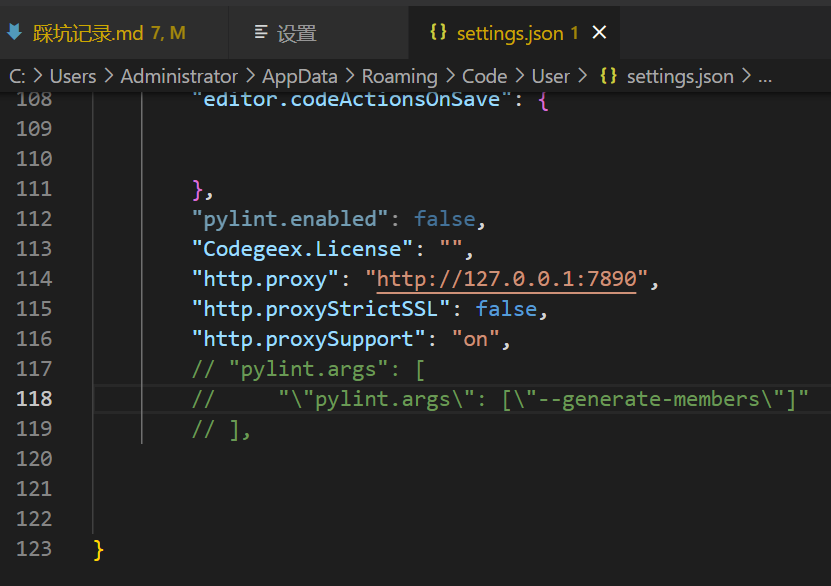 踩坑记录.md 7, M
设置
{} settings.json 1 ×
C: > Users > Administrator > AppData > Roaming > Code > User > {} settings.json > ...
108 "editor.codeActionsOnSave": {
109
110
111 },
112 "pylint.enabled": false,
113 "Codegeex.License": "",
114 "http.proxy": "http://127.0.0.1:7890",
115 "http.proxyStrictSSL": false,
116 "http.proxySupport": "on",
117 // "pylint.args": [
118 //     "\"pylint.args\": [\"--generate-members\"]"
119 // ],
120
121
122
123 }